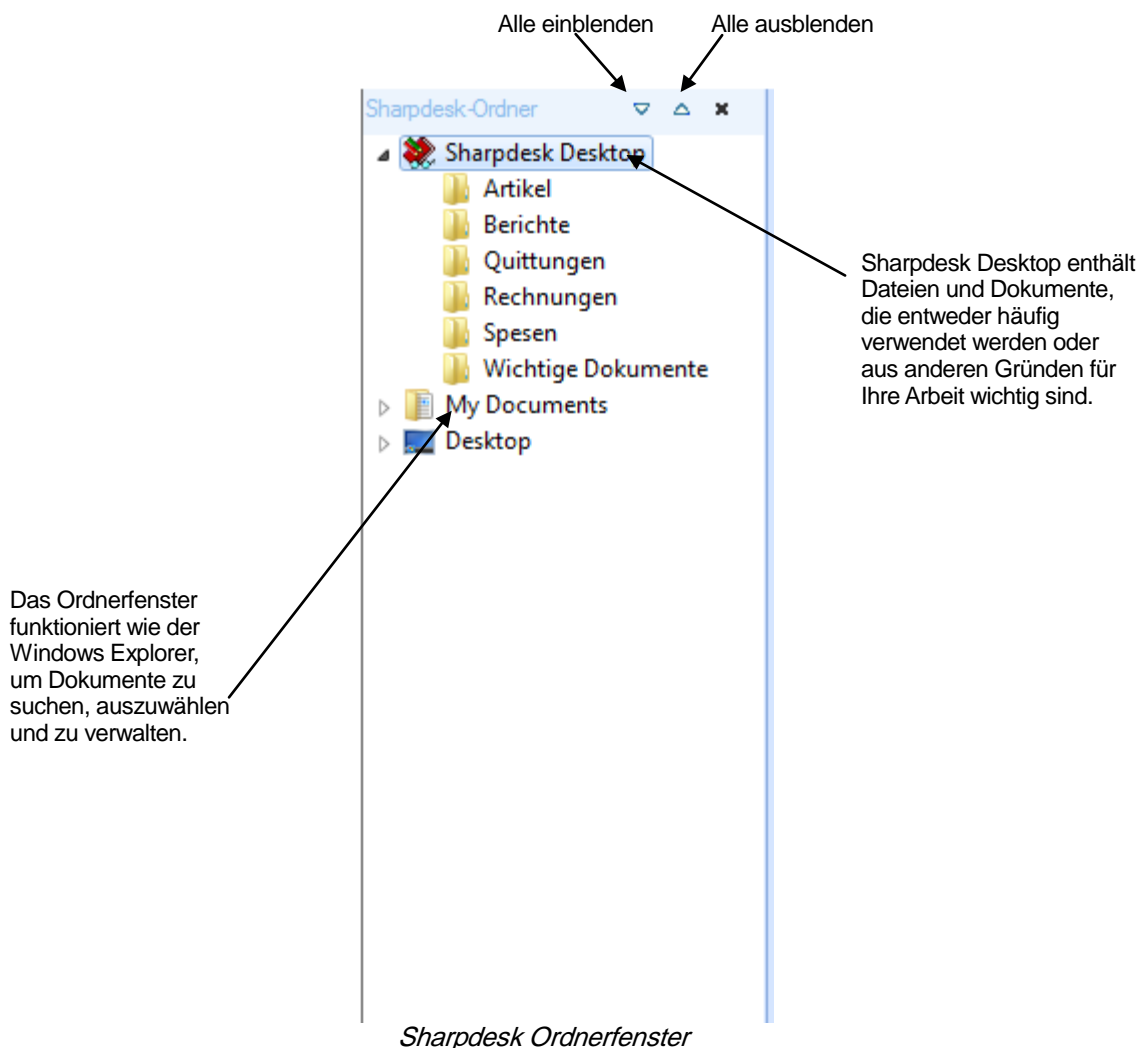 Alle einblenden
Alle ausblenden
Sharpdesk-Ordner
Sharpdesk Desktop
Artikel
Berichte
Quittungen
Rechnungen
Spesen
Wichtige Dokumente
My Documents
Desktop
Sharpdesk Desktop enthält
Dateien und Dokumente,
die entweder häufig
verwendet werden oder
aus anderen Gründen für
Ihre Arbeit wichtig sind.
Das Ordnerfenster
funktioniert wie der
Windows Explorer,
um Dokumente zu
suchen, auszuwählen
und zu verwalten.
Sharpdesk Ordnerfenster